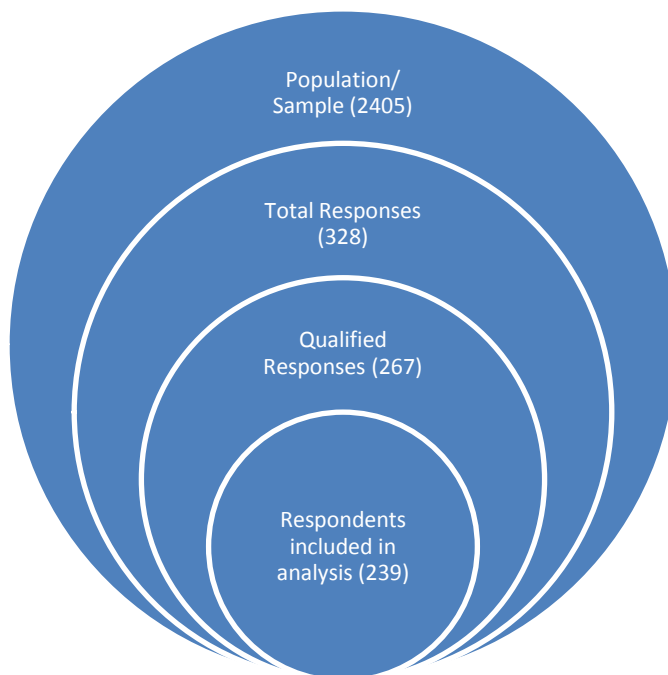 Population/
Sample (2405)
Total Responses
(328)
Qualified
Responses (267)
Respondents
included in
analysis (239)